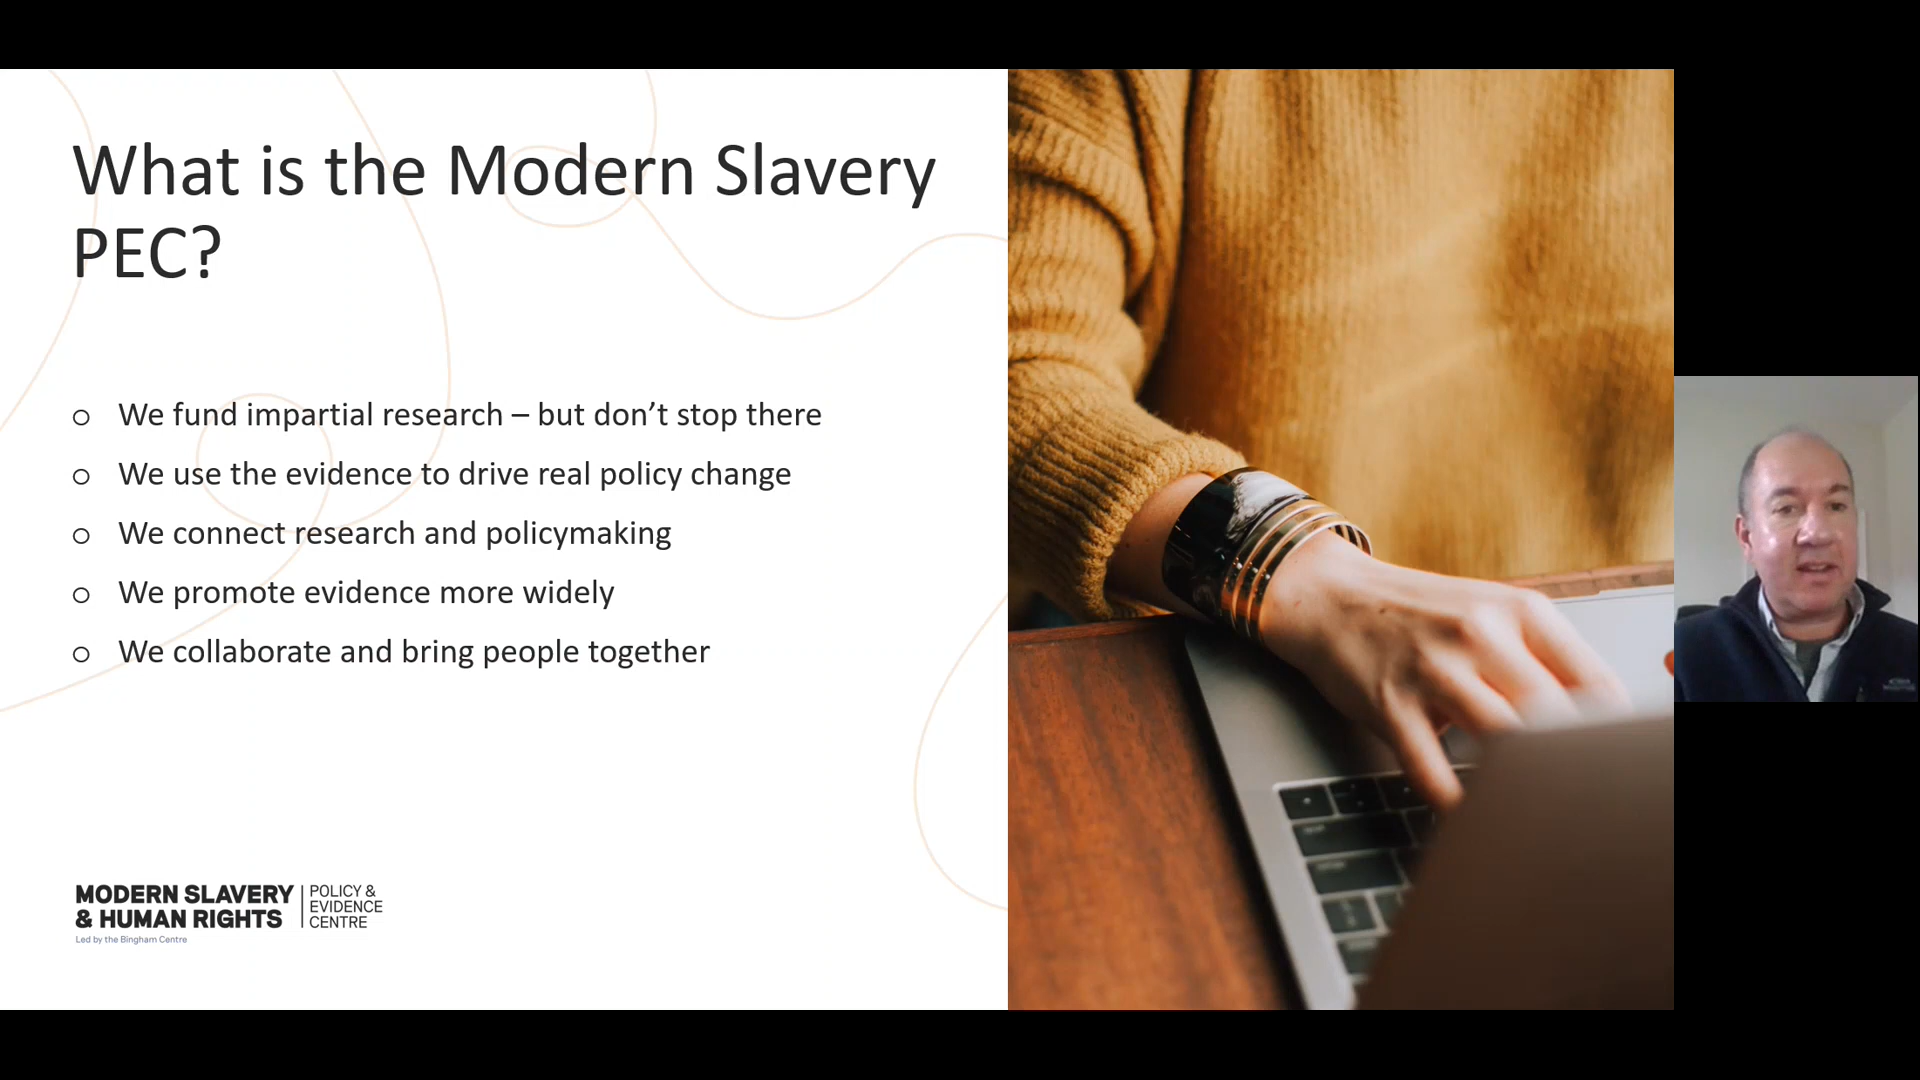 What is the Modern Slavery
PEC?
o We fund impartial research – but don’t stop there
o We use the evidence to drive real policy change
o We connect research and policymaking
o We promote evidence more widely
o We collaborate and bring people together
MODERN SLAVERY
& HUMAN RIGHTS
POLICY &
EVIDENCE
CENTRE
Led by the Bingham Centre